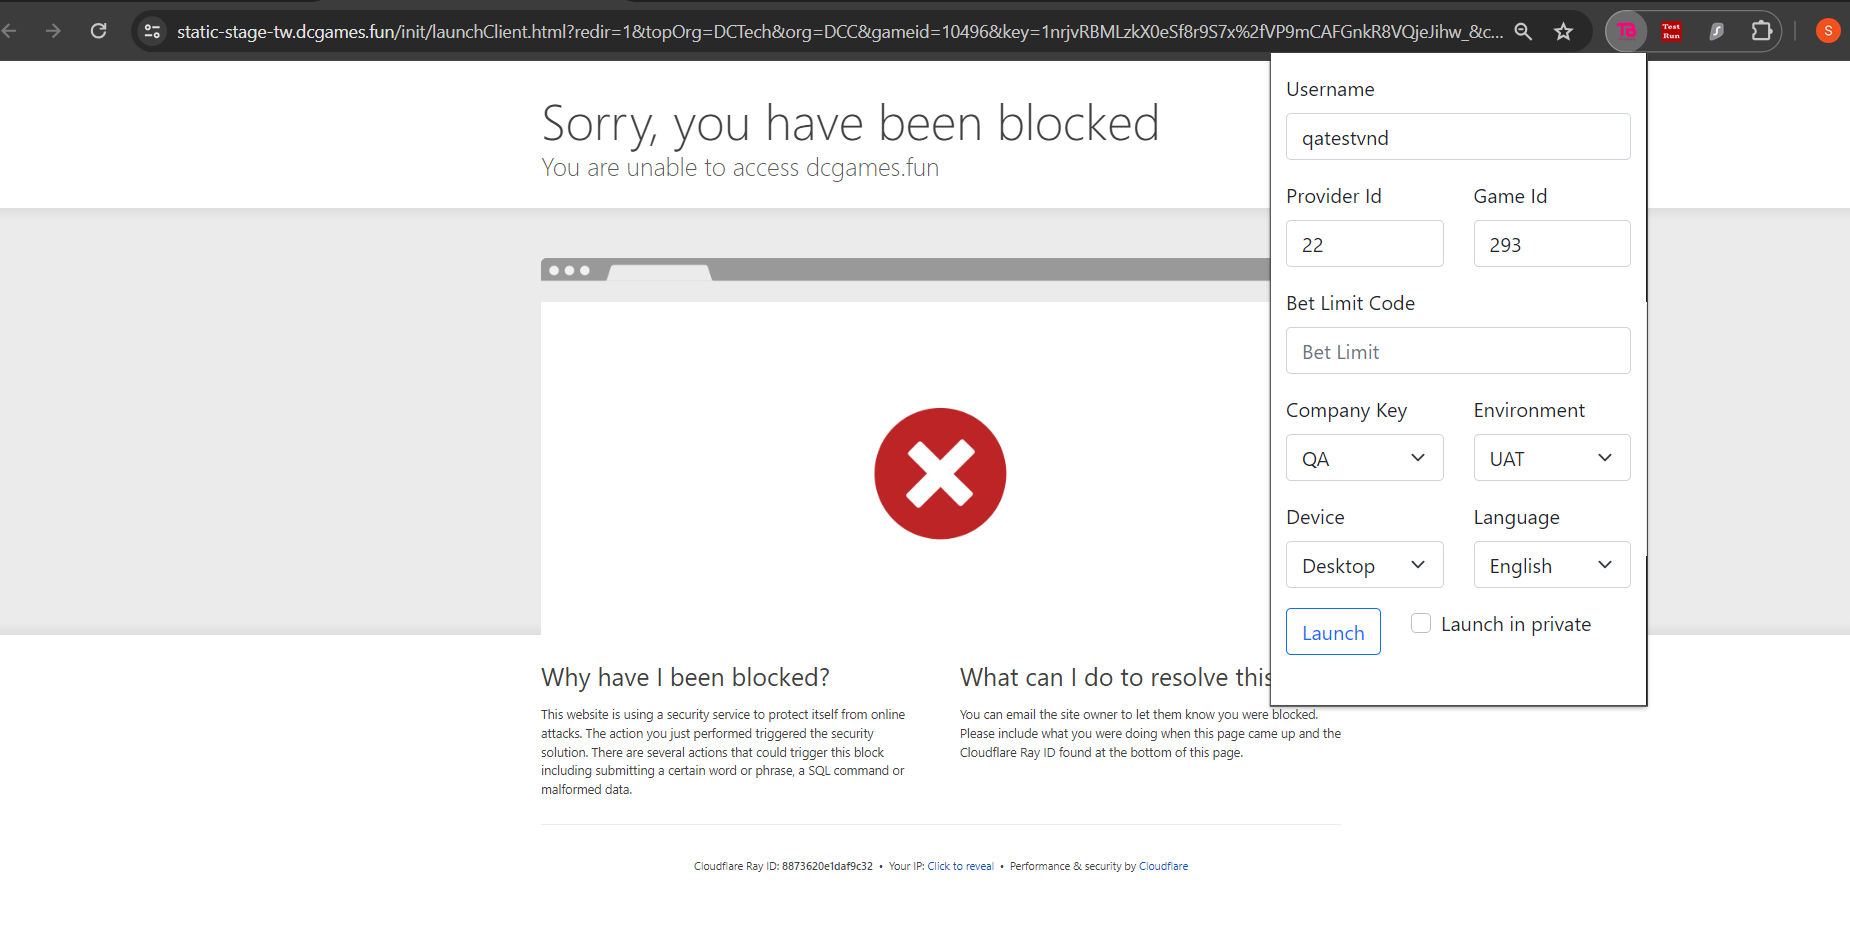 static-stage-tw.dcgames.fun/init/launchClient.html?redir=1&topOrg=DCTech&org=DCC&gameid=10496&key=1nrjvRBMLzkX0eSf8r9S7x%2fVP9mCAFGnkR8VQjeJihw_&c...
TB
Test
Run
S
Sorry, you have been blocked
You are unable to access dcgames.fun
Username
qatestvnd
Provider Id
Game Id
22
293
Bet Limit Code
Bet Limit
Company Key
Environment
QA
UAT
Device
Language
Desktop
English
Launch
Launch in private
Why have I been blocked?
This website is using a security service to protect itself from online
attacks. The action you just performed triggered the security
solution. There are several actions that could trigger this block
including submitting a certain word or phrase, a SQL command or
malformed data.
What can I do to resolve this
You can email the site owner to let them know you were blocked.
Please include what you were doing when this page came up and the
Cloudflare Ray ID found at the bottom of this page.
Cloudflare Ray ID: 8873620e1daf9c32 • Your IP: Click to reveal • Performance & security by Cloudflare